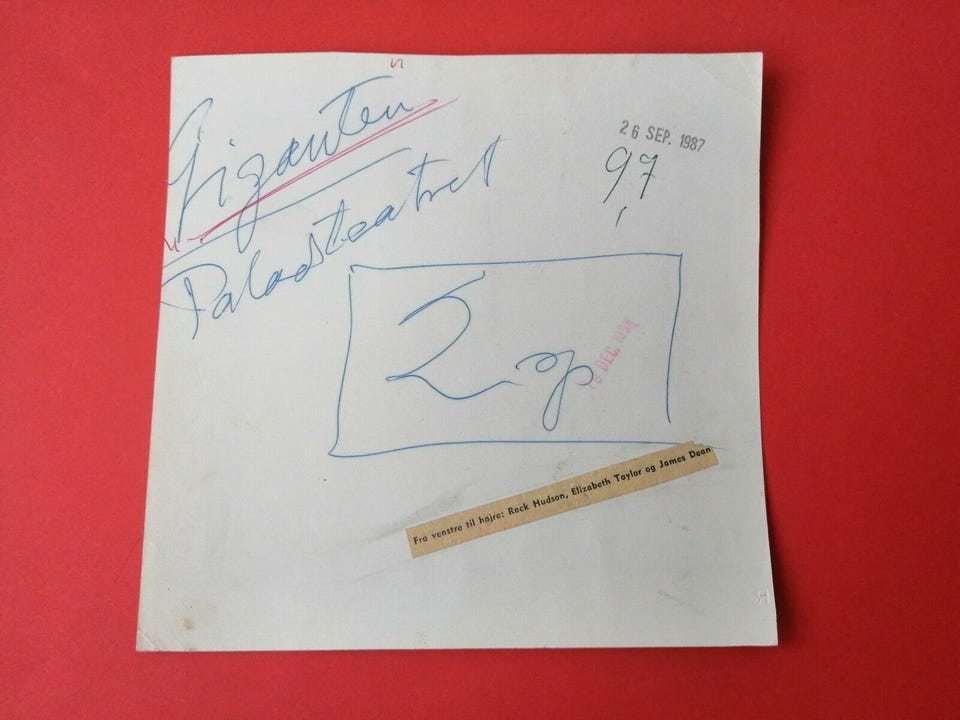 Giganten
26 SEP. 1987
97
Paladsteatret
2 sp
DEC.
Fra venstre til højre: Rock Hudson, Elizabeth Taylor og James Dean